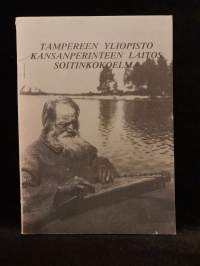 TAMPEREEN YLIOPISTO
KANSANPERINTEEN LAITOS
SOITINKOKOELMA